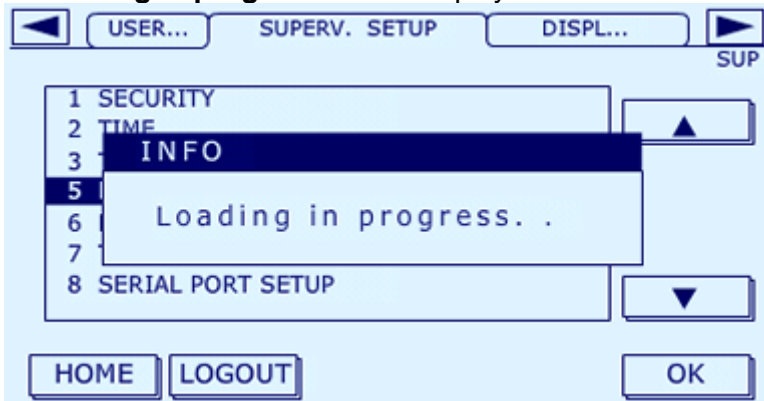 USER... SUPERV. SETUP DISPL...
SUP
1 SECURITY
2 TIME
3
INFO
5
Loading in progress. .
6
7
8 SERIAL PORT SETUP
HOME LOGOUT OK